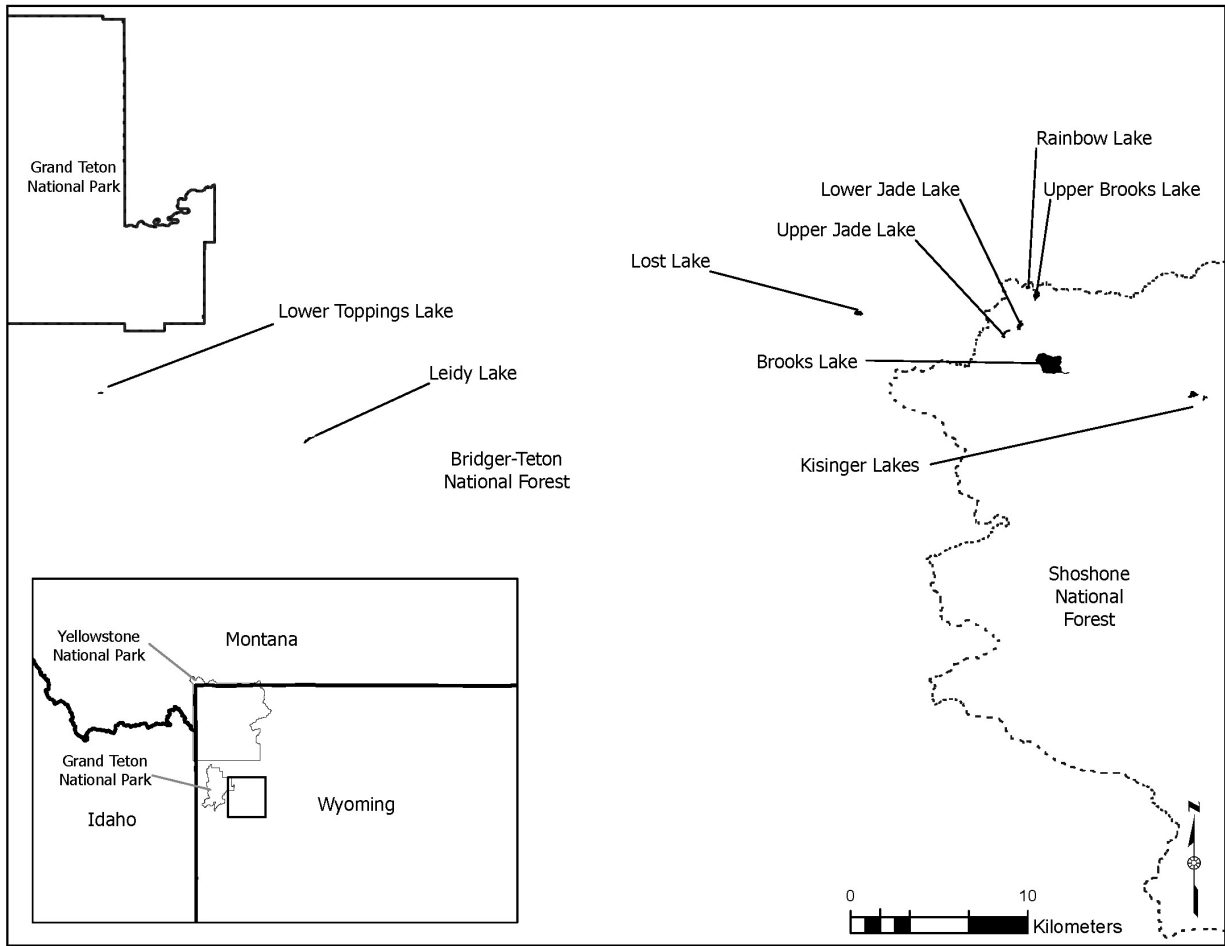 Grand Teton
National Park
Rainbow Lake
Lower Jade Lake
Upper Brooks Lake
Upper Jade Lake
Lost Lake
Lower Toppings Lake
Brooks Lake
Leidy Lake
Bridger-Teton
National Forest
Kisinger Lakes
Shoshone
National
Forest
Yellowstone
National Park
Montana
Grand Teton
National Park
Wyoming
Idaho
N
0
10
Kilometers